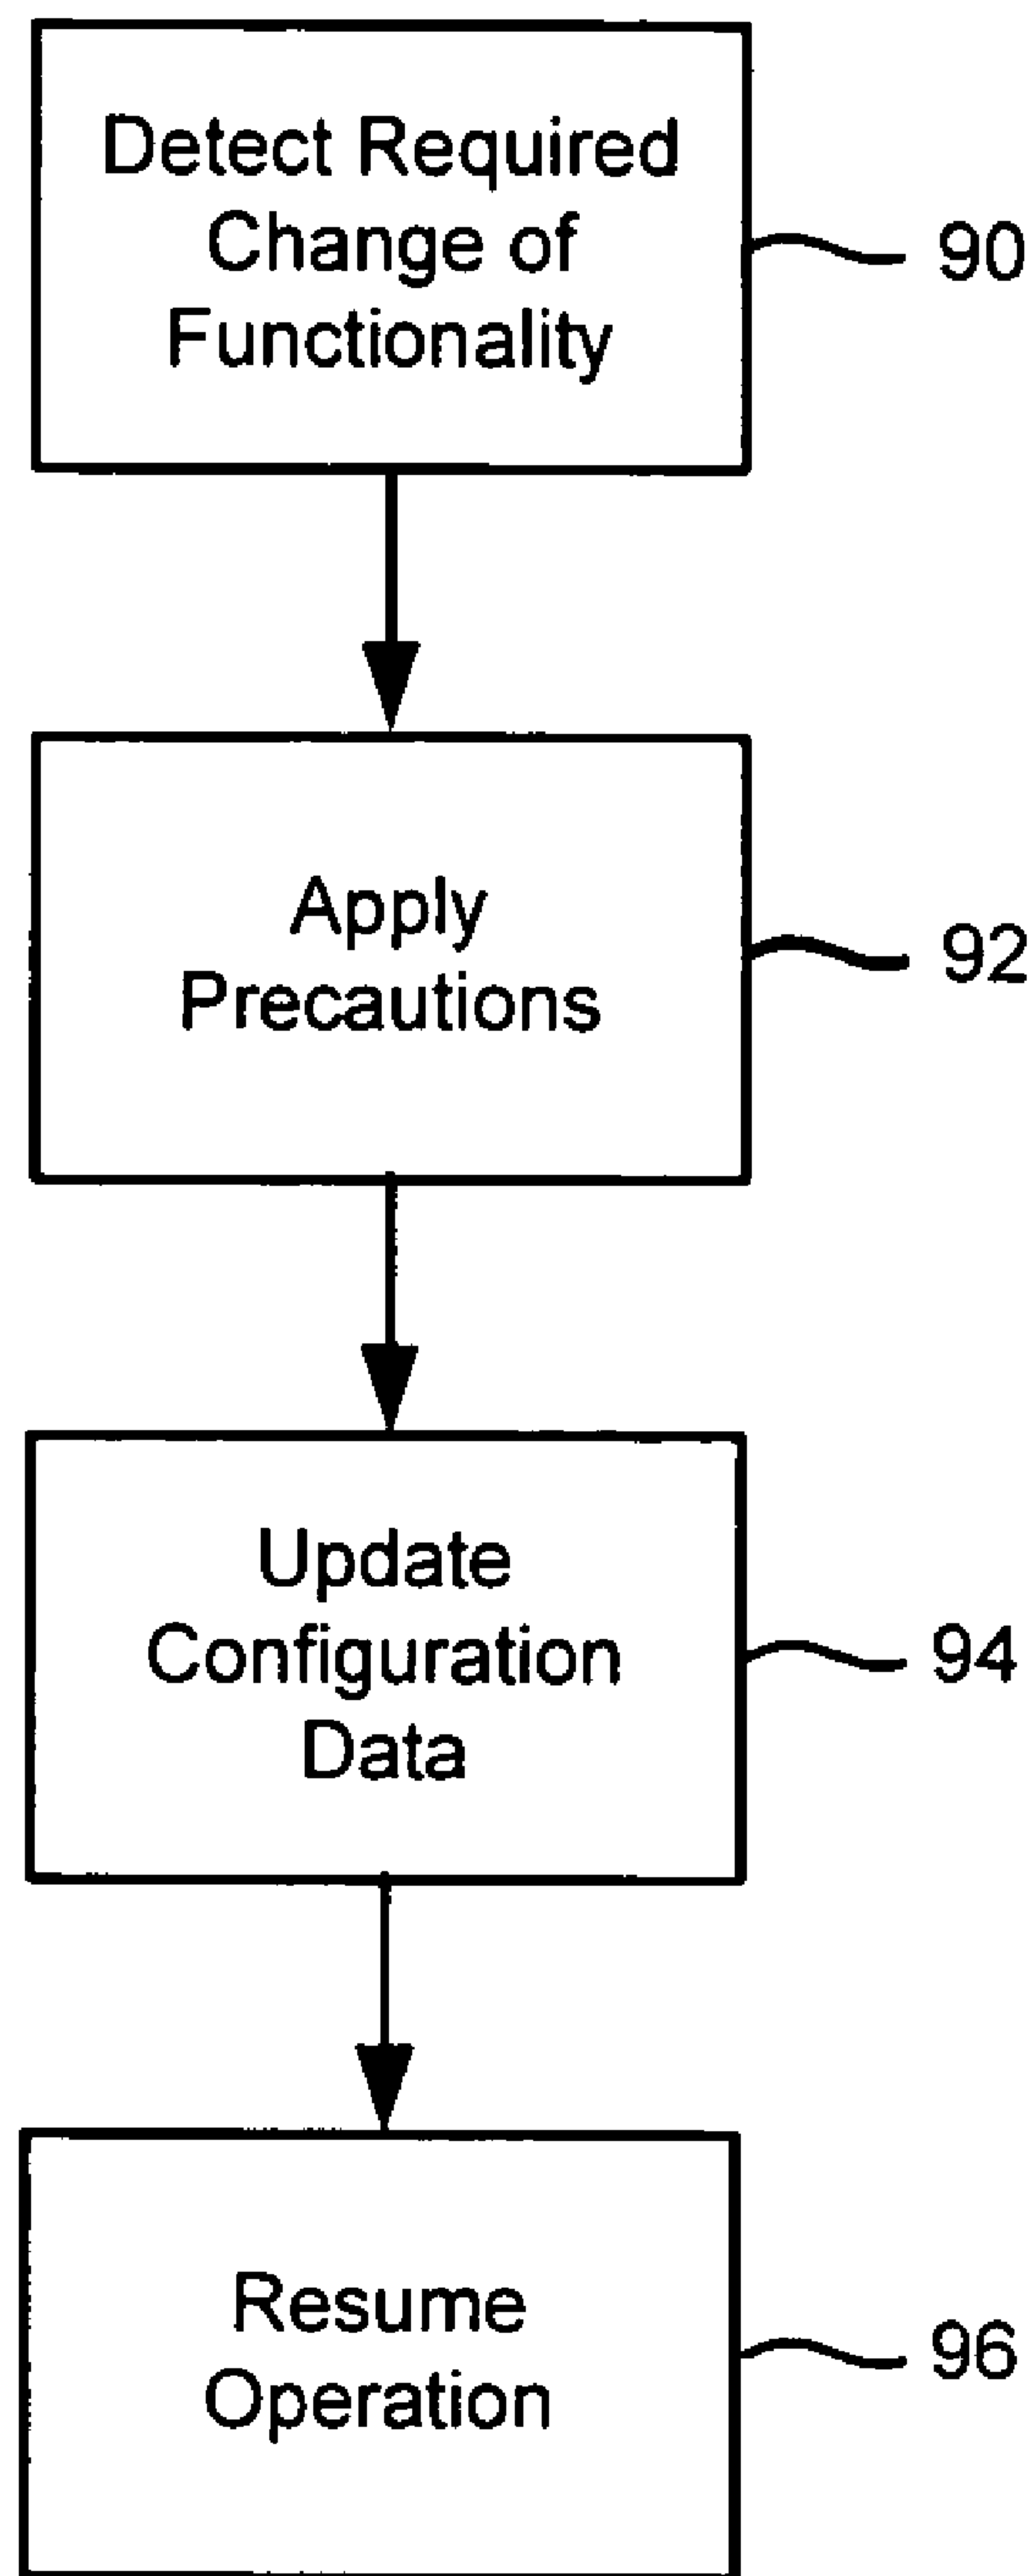 Detect Required
Change of
Functionality
90
Apply
Precautions
92
Update
Configuration
Data
94
Resume
Operation
96